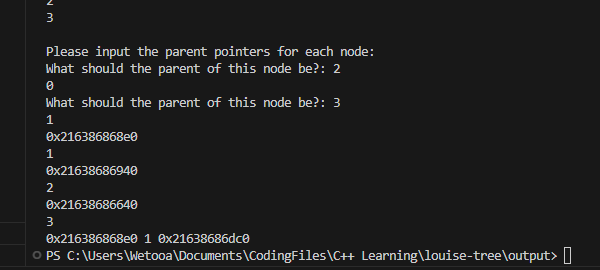 2
3

Please input the parent pointers for each node:
What should the parent of this node be?: 2
0
What should the parent of this node be?: 3
1
0x216386868e0
1
0x21638686940
2
0x21638686640
3
0x216386868e0 1 0x21638686dc0
PS C:\Users\Wetooa\Documents\CodingFiles\C++ Learning\louise-tree\output>